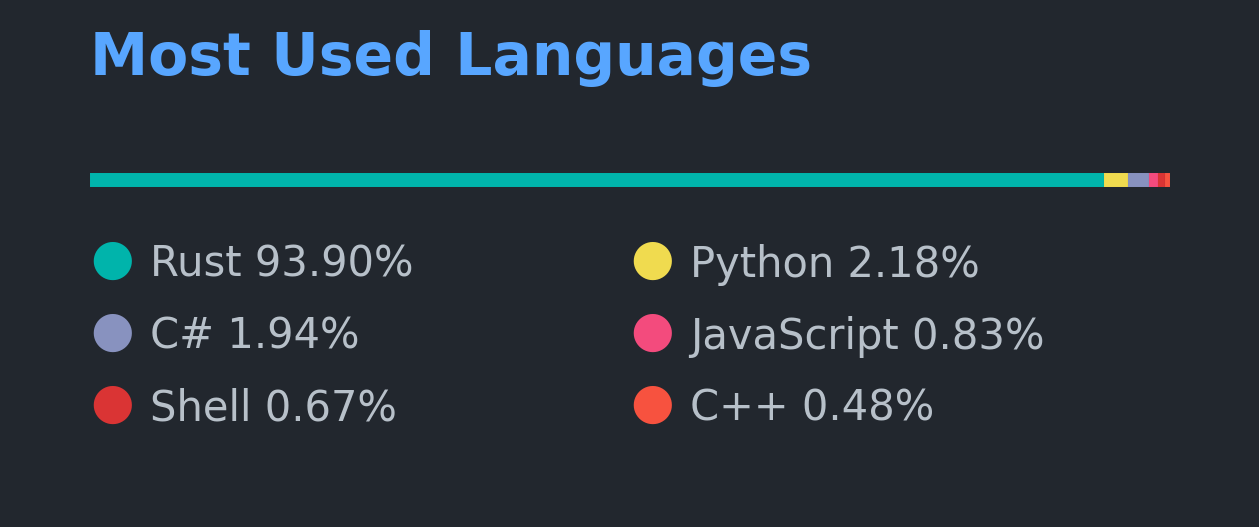 Most Used Languages
Rust 93.90%
Python 2.18%
C# 1.94%
JavaScript 0.83%
Shell 0.67%
C++ 0.48%